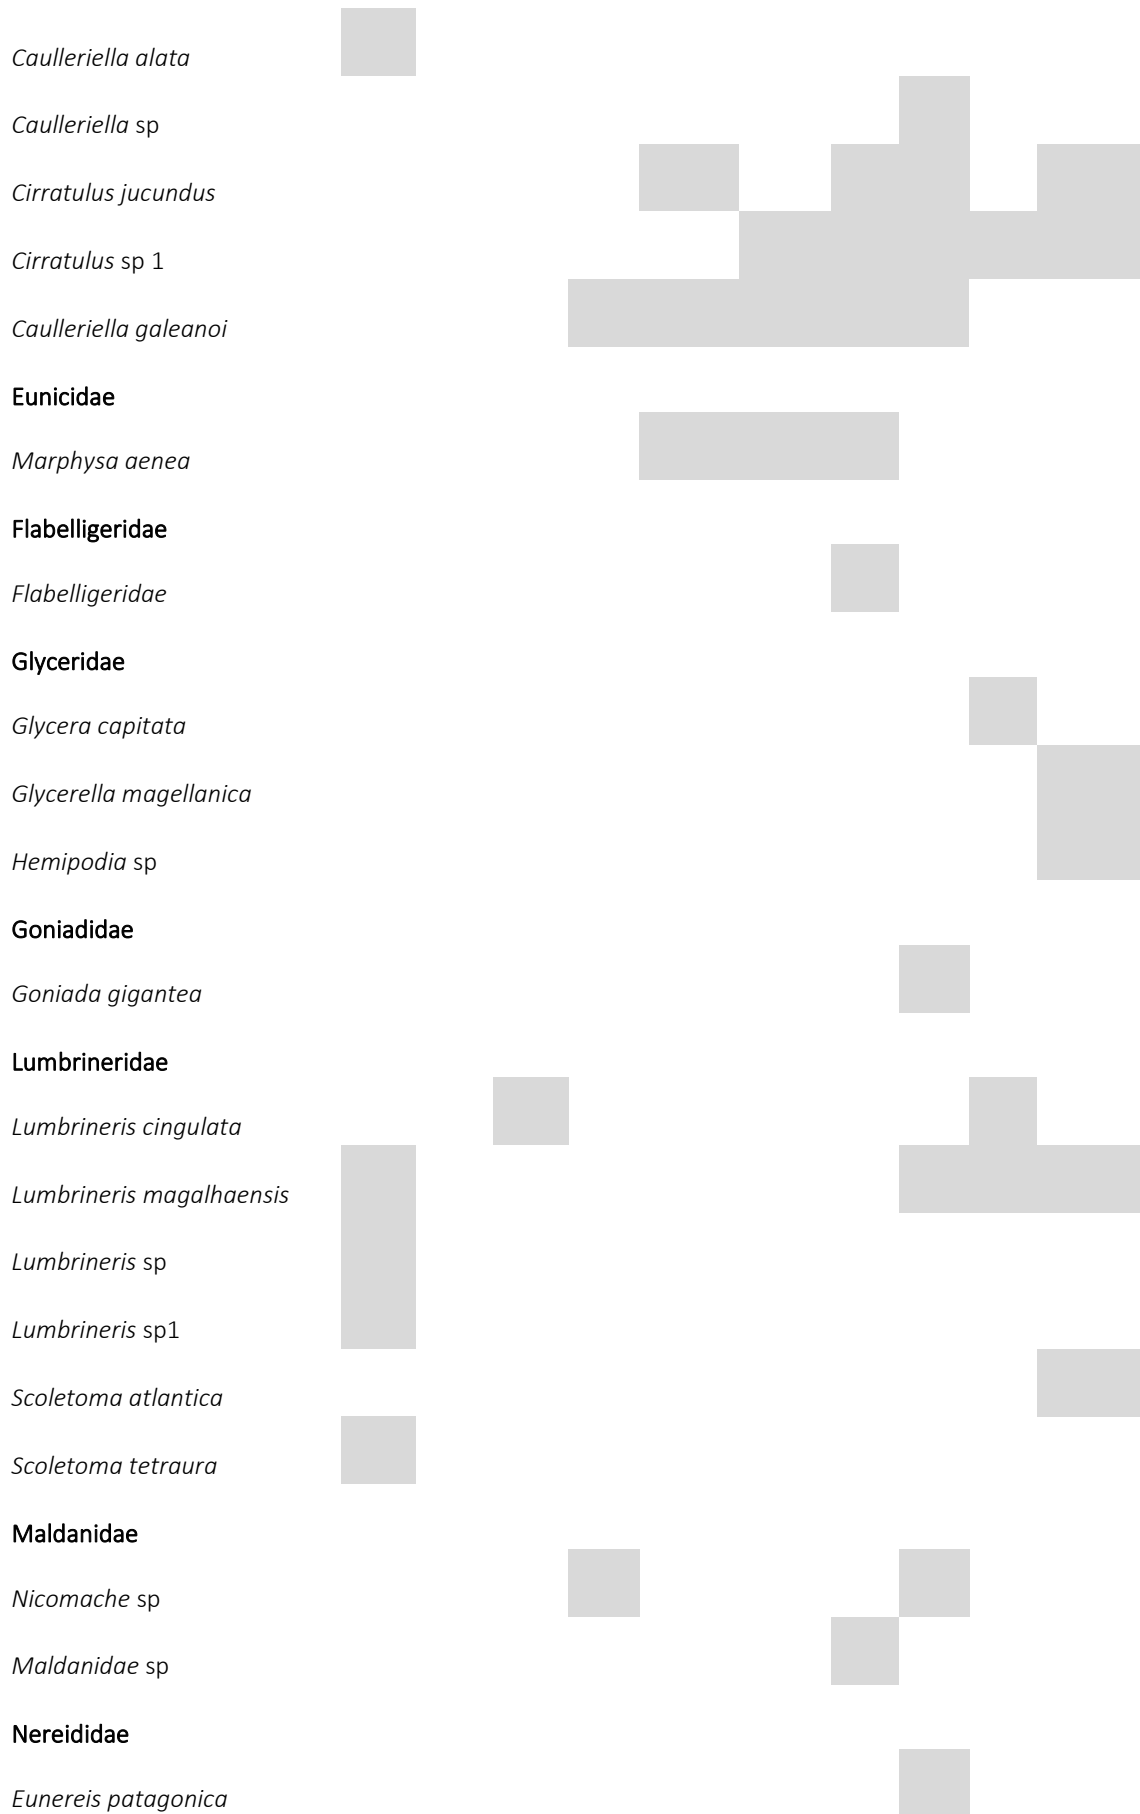 Caulleriella alata
Caulleriella sp
Cirratulus jucundus
Cirratulus sp 1
Caulleriella galeanoi
Eunicidae
Marphysa aenea
Flabelligeridae
Flabelligeridae
Glyceridae
Glycera capitata
Glycerella magellanica
Hemipodia sp
Goniadidae
Goniada gigantea
Lumbrineridae
Lumbrineris cingulata
Lumbrineris magalhaensis
Lumbrineris sp
Lumbrineris sp1
Scoletoma atlantica
Scoletoma tetraura
Maldanidae
Nicomache sp
Maldanidae sp
Nereididae
Eunereis patagonica